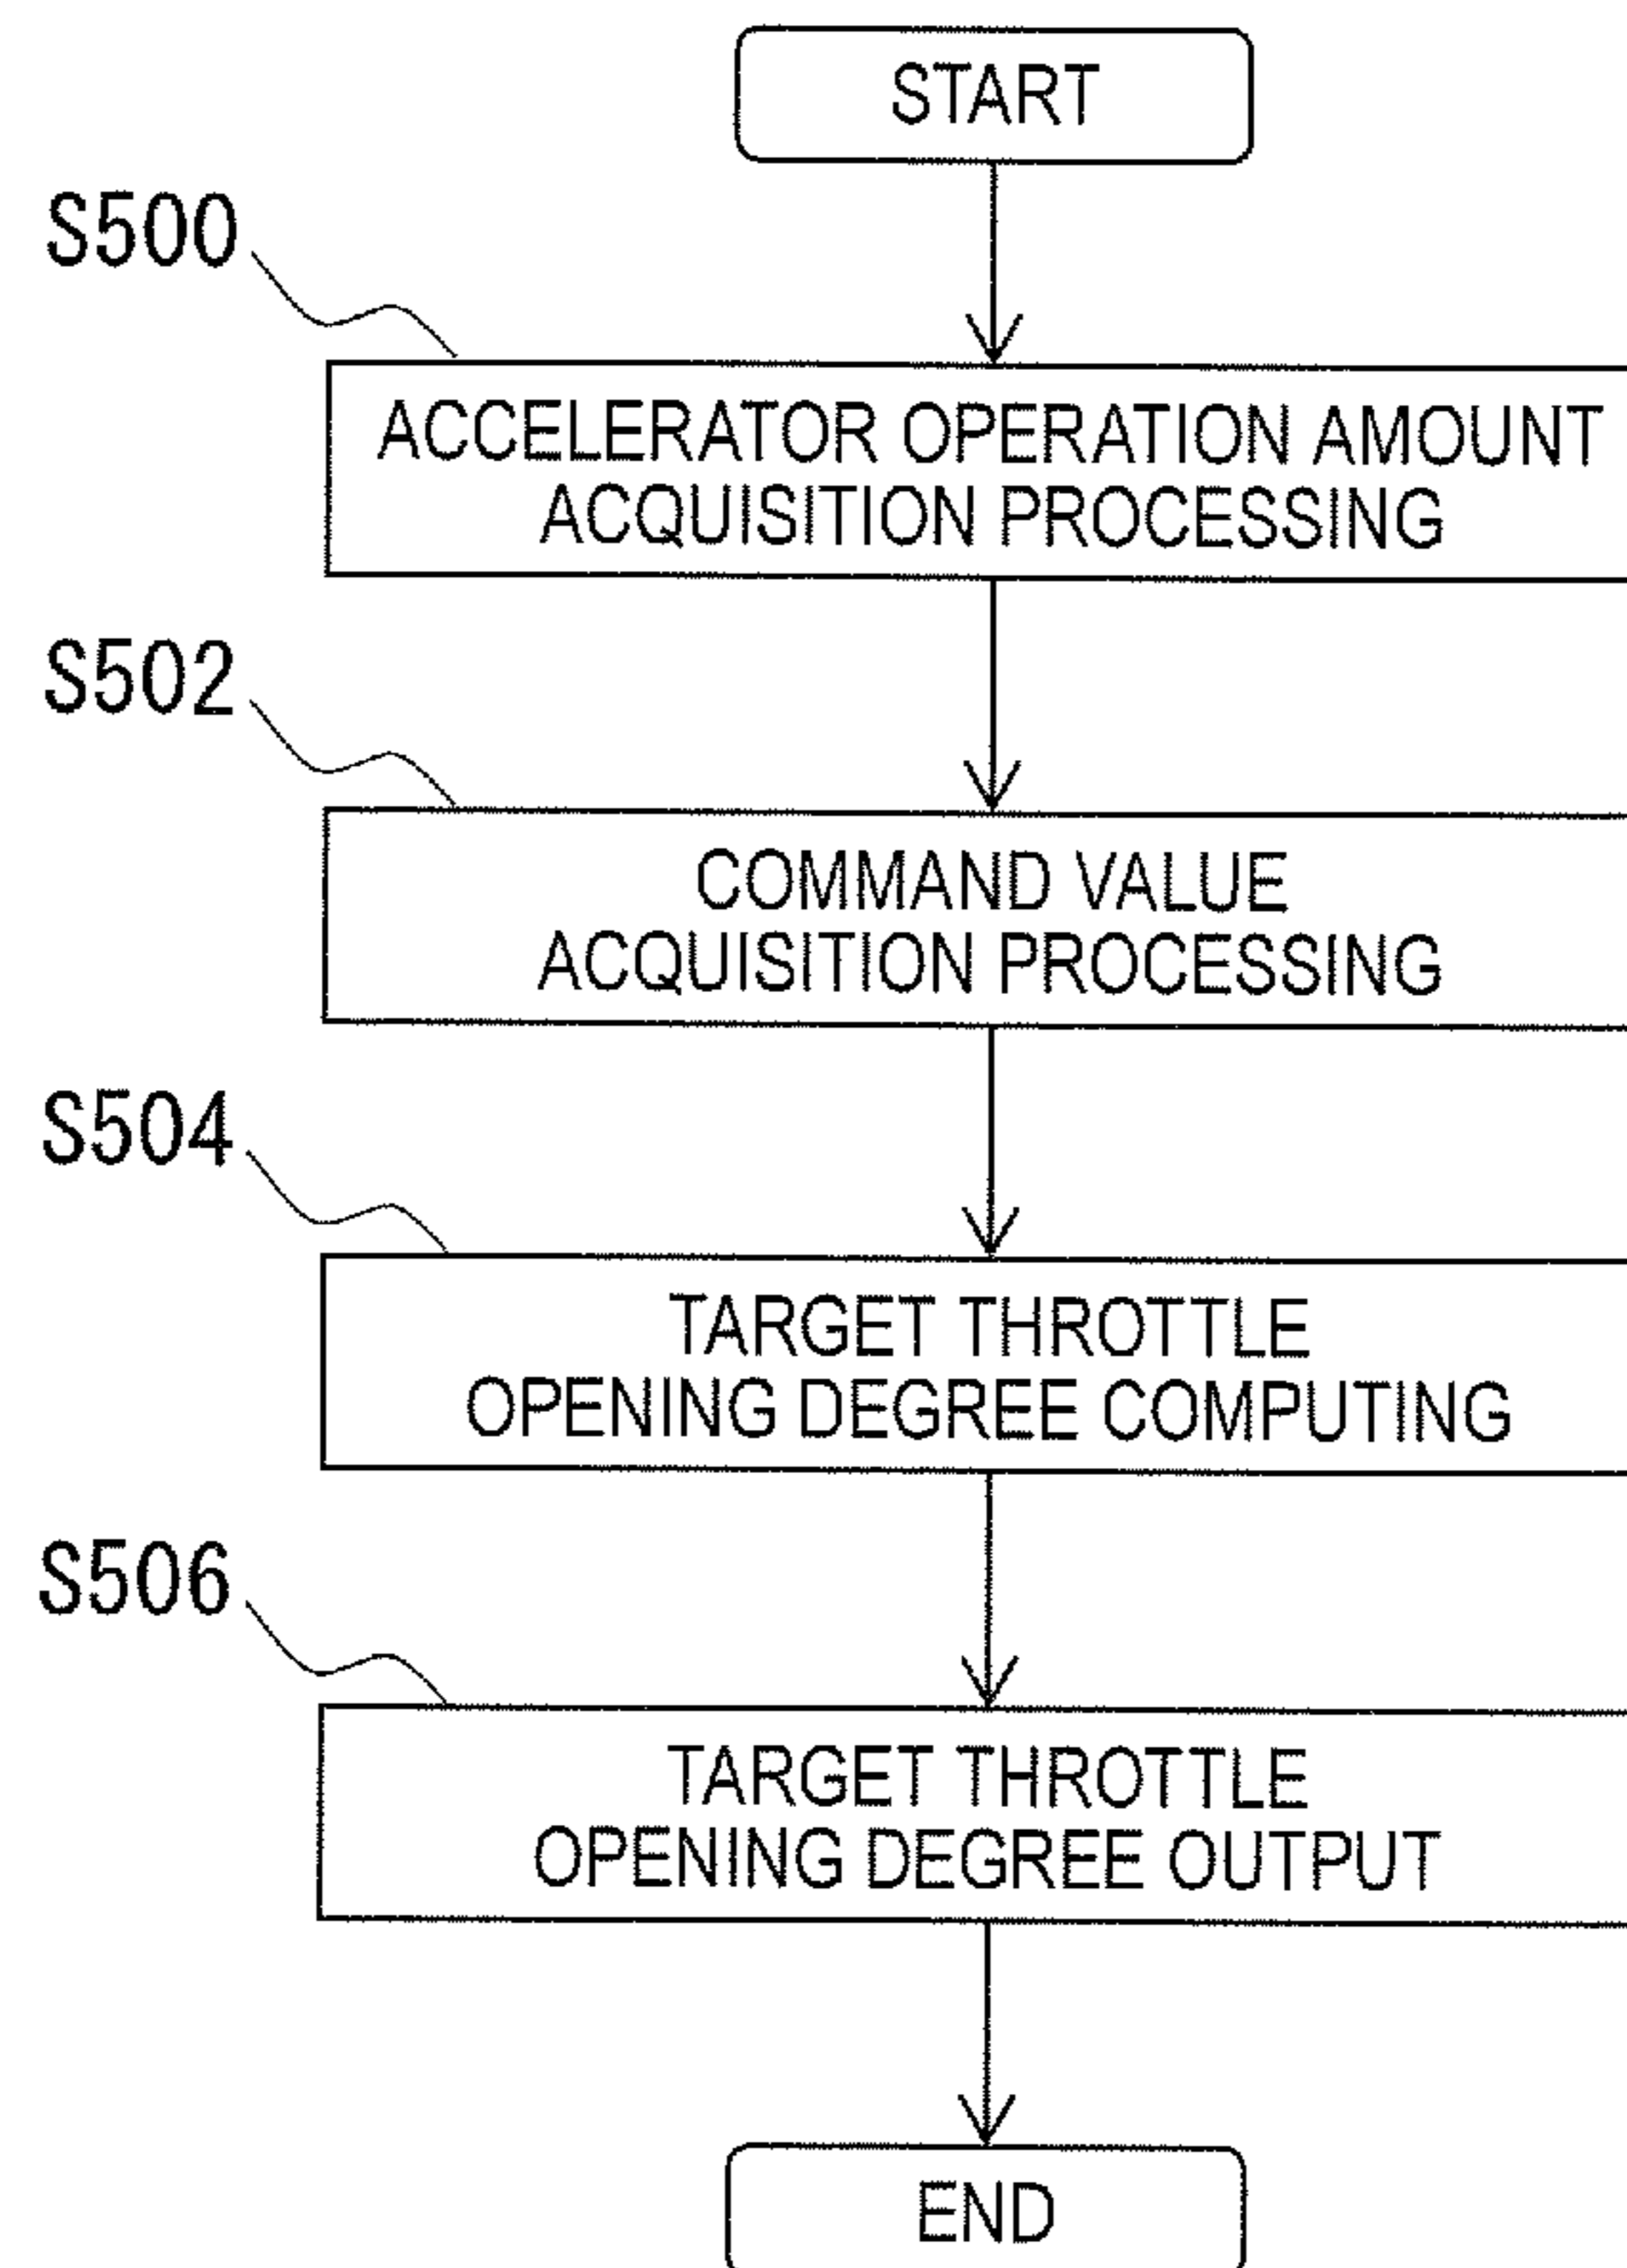 START
S500
ACCELERATOR OPERATION AMOUNT
ACQUISITION PROCESSING
S502
COMMAND VALUE
ACQUISITION PROCESSING
S504
TARGET THROTTLE
OPENING DEGREE COMPUTING
S506
TARGET THROTTLE
OPENING DEGREE OUTPUT
END